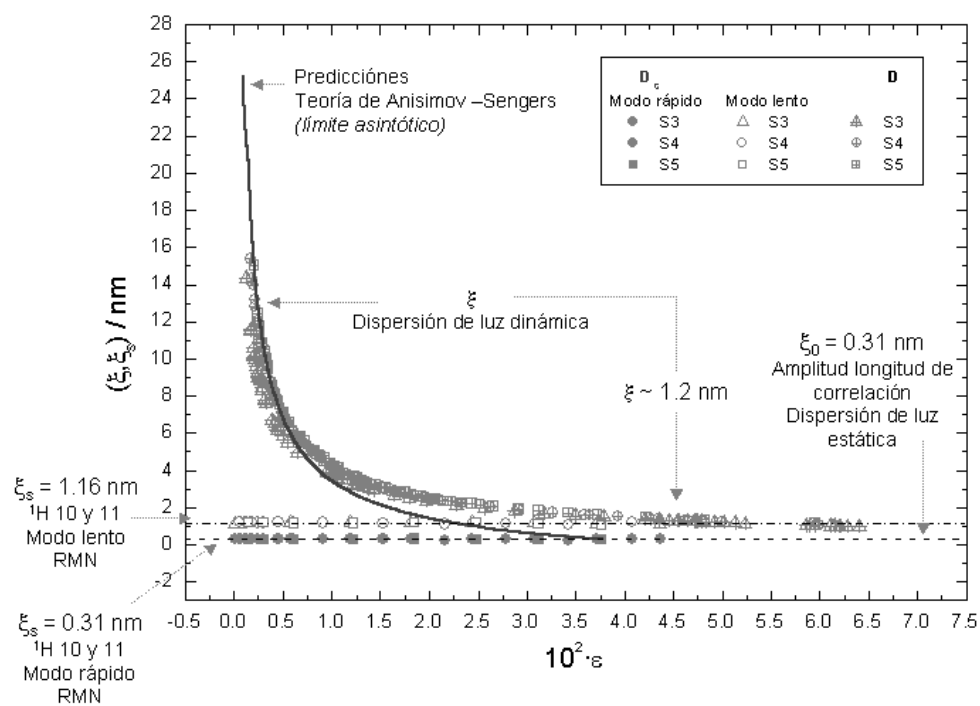 28
26
24
22
20
18
16
14
12
10
8
6
4
2
0
-2
(ξ,ξs) / nm
-0.5 0.0 0.5 1.0 1.5 2.0 2.5 3.0 3.5 4.0 4.5 5.0 5.5 6.0 6.5 7.0 7.5
10²·ε
Predicciónes
Teoría de Anisimov –Sengers
(límite asintótico)
Ds D
Modo rápido Modo lento
S3 S3 S3
S4 S4 S4
S5 S5 S5
ξ
Dispersión de luz dinámica
ξ ~ 1.2 nm
ξ0 = 0.31 nm
Amplitud longitud de
correlación
Dispersión de luz
estática
ξs = 1.16 nm
¹H 10 y 11
Modo lento
RMN
ξs = 0.31 nm
¹H 10 y 11
Modo rápido
RMN